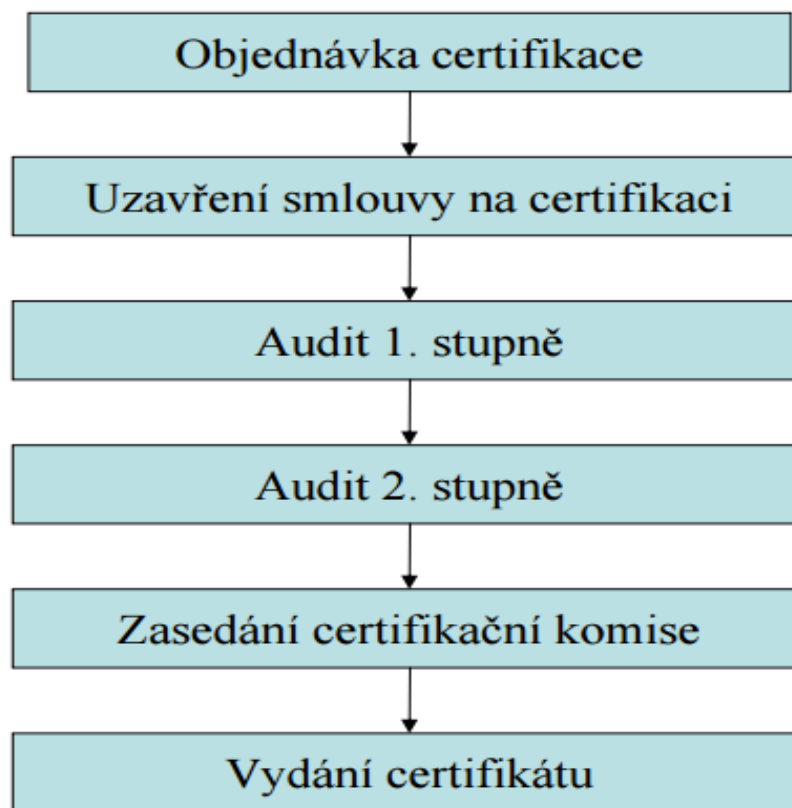 Objednávka certifikace
Uzavření smlouvy na certifikaci
Audit 1. stupně
Audit 2. stupně
Zasedání certifikační komise
Vydání certifikátu